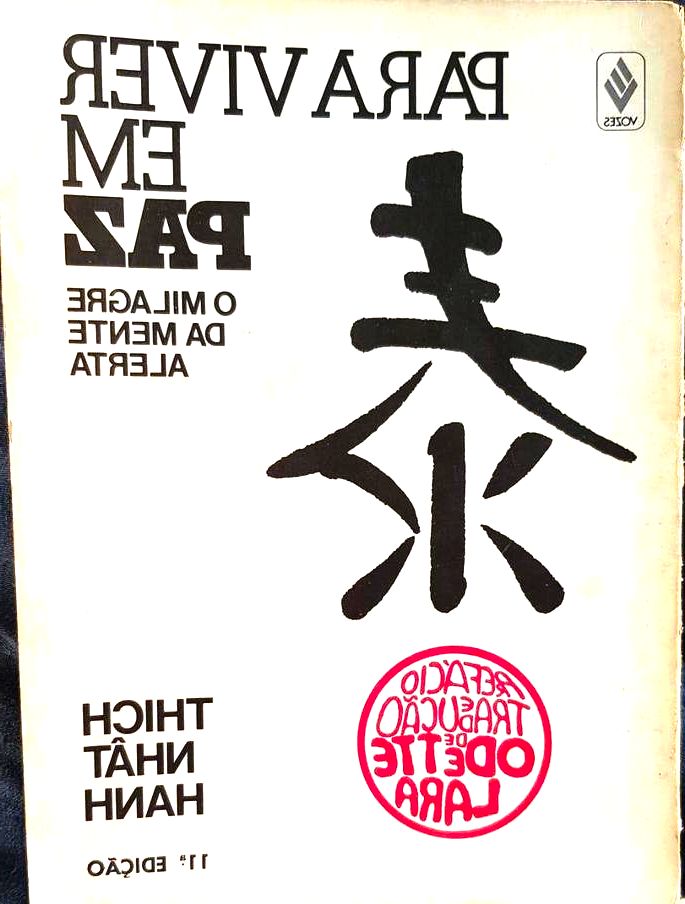 PARA VIVER
EM
PAZ
O MILAGRE
DA MENTE
ALERTA
VOZES
泰
PREFÁCIO
E
TRADUÇÃO
DE
ODETTE
LARA
THICH
NHÂT
HANH
11ª EDIÇÃO